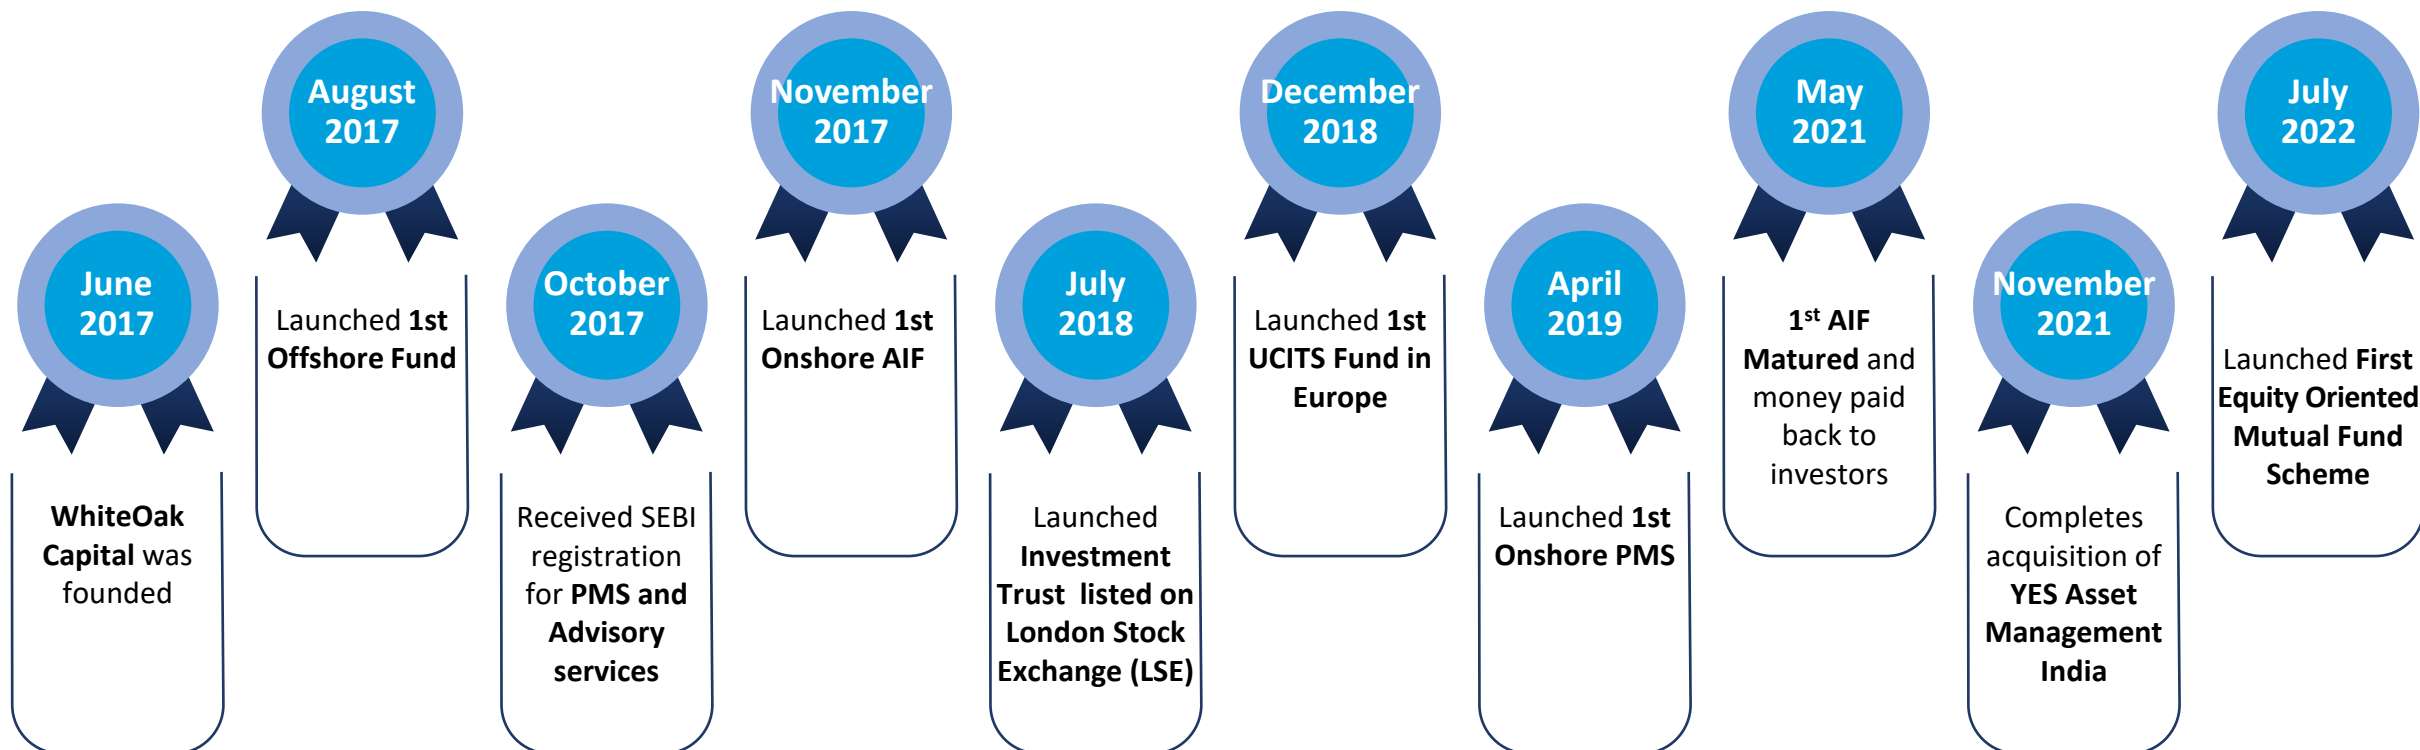 June
2017
WhiteOak
Capital was
founded
August
2017
Launched 1st
Offshore Fund
October
2017
Received SEBI
registration
for PMS and
Advisory
services
November
2017
Launched 1st
Onshore AIF
July
2018
Launched
Investment
Trust listed on
London Stock
Exchange (LSE)
December
2018
Launched 1st
UCITS Fund in
Europe
April
2019
Launched 1st
Onshore PMS
May
2021
1st AIF
Matured and
money paid
back to
investors
November
2021
Completes
acquisition of
YES Asset
Management
India
July
2022
Launched First
Equity Oriented
Mutual Fund
Scheme